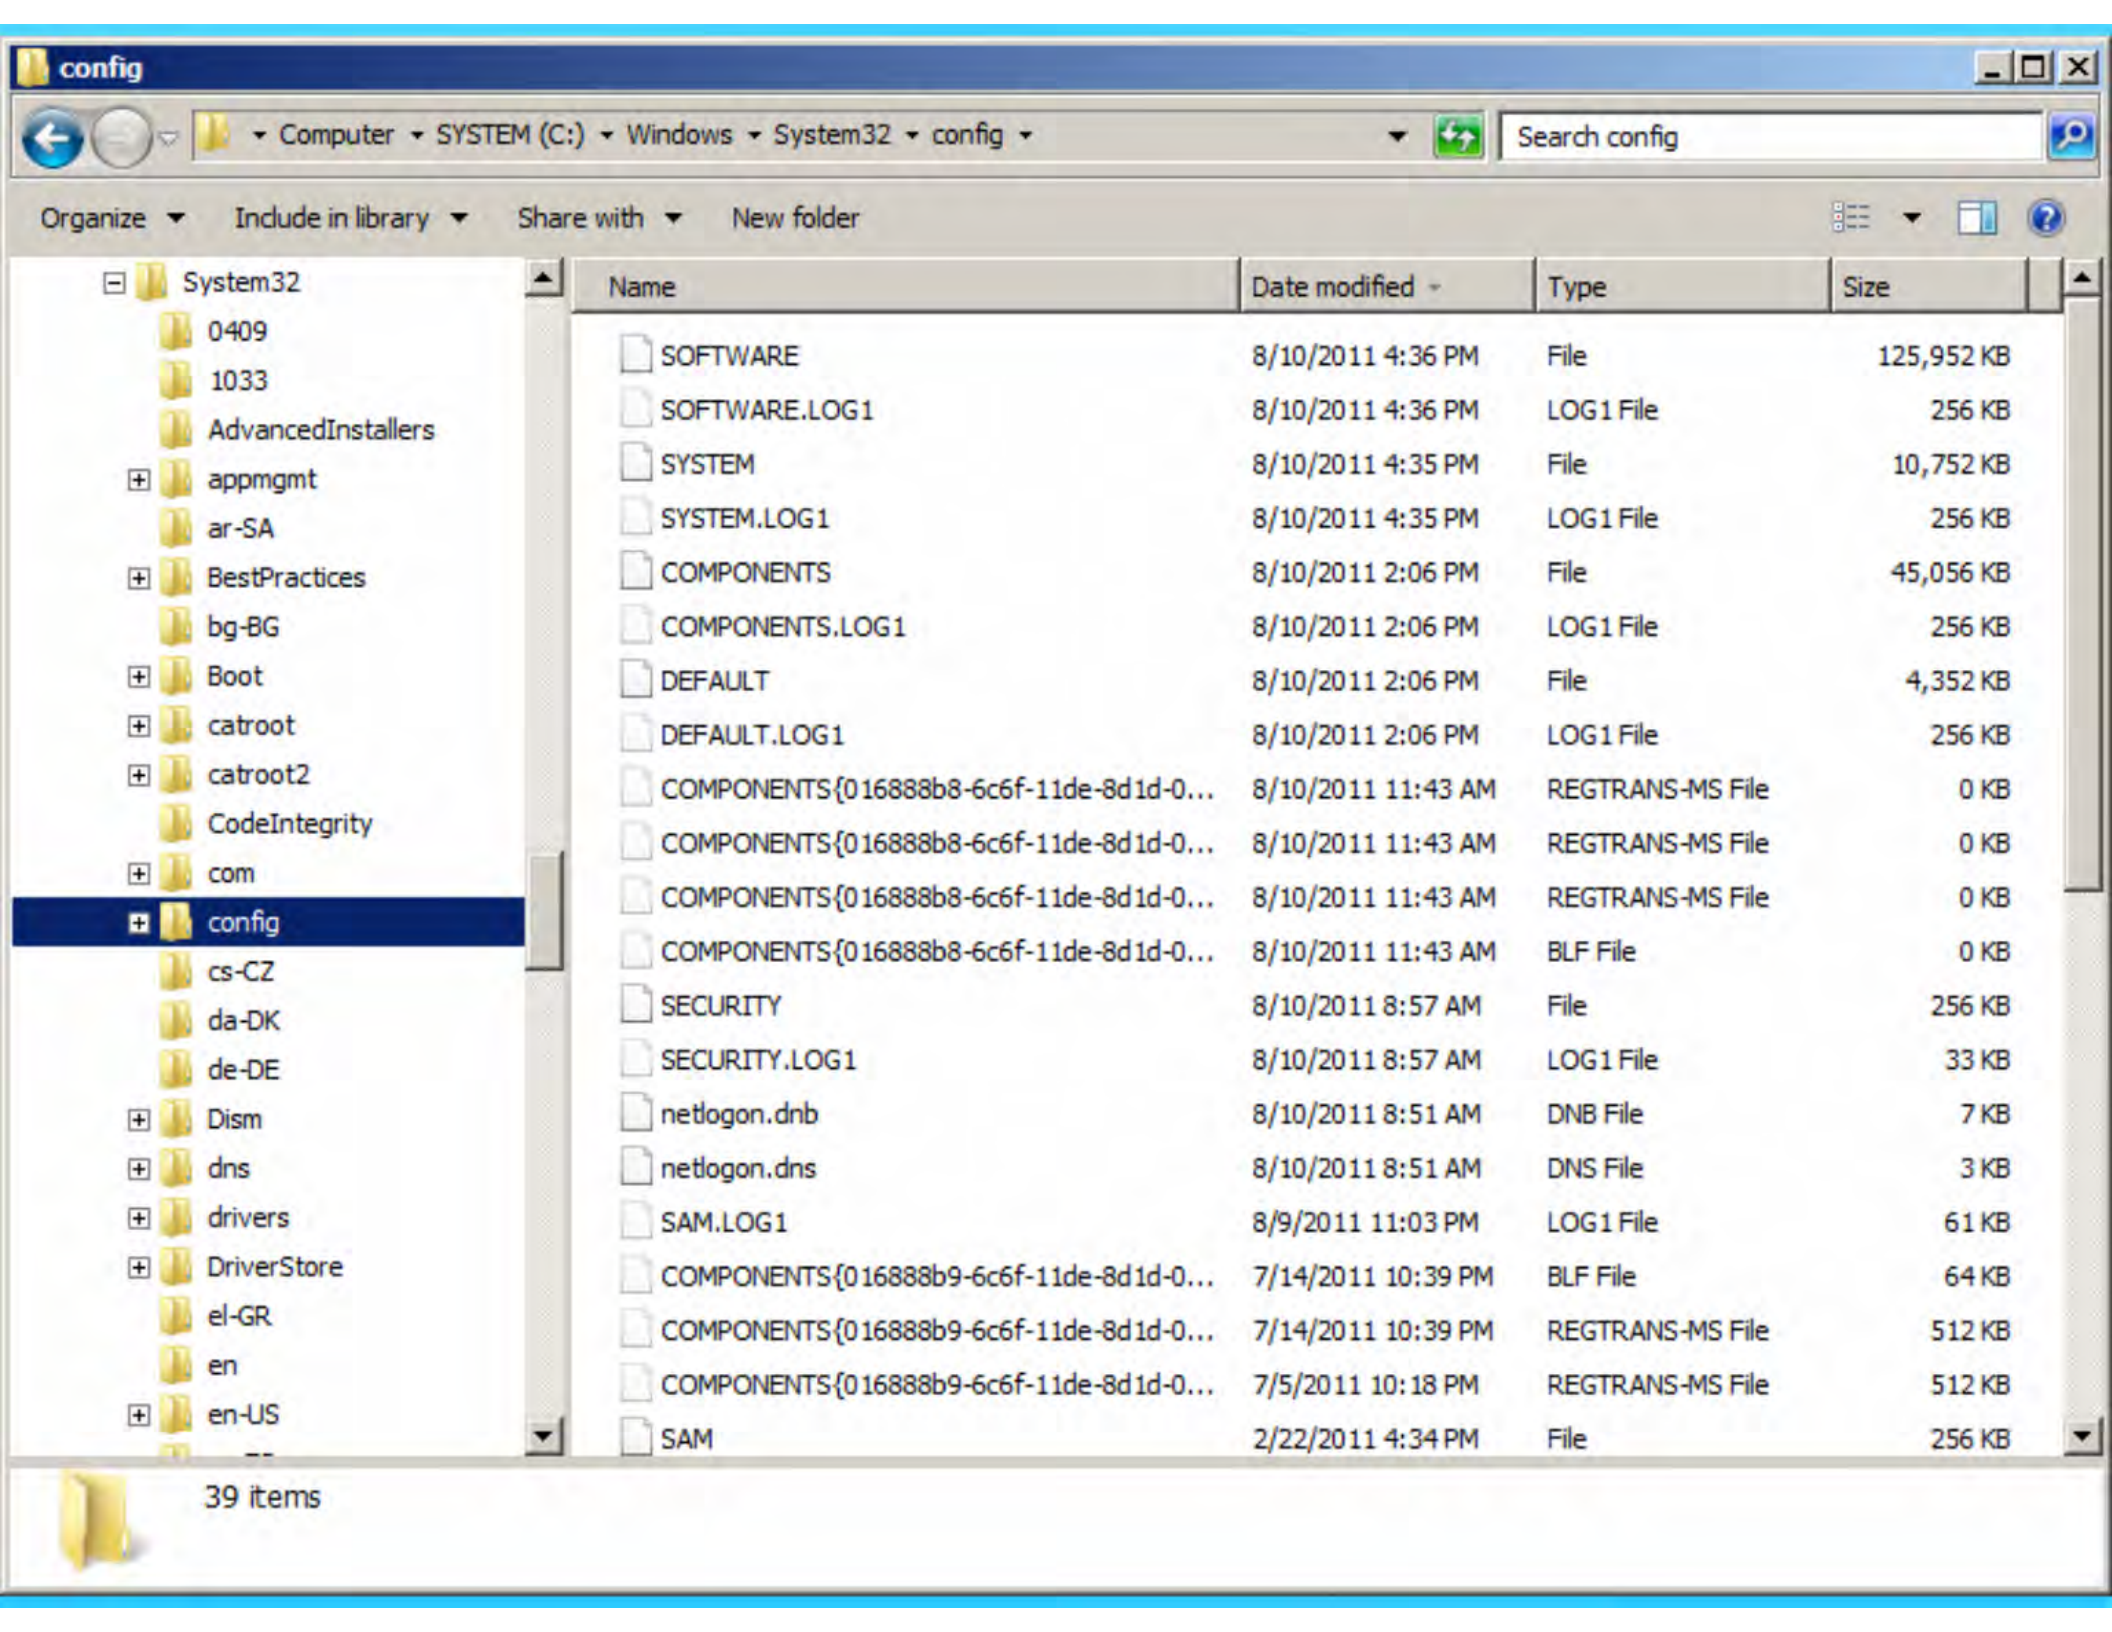 config
Computer SYSTEM (C:) Windows System32 config
Search config
Organize Include in library Share with New folder
System32
0409
1033
AdvancedInstallers
appmgmt
ar-SA
BestPractices
bg-BG
Boot
catroot
catroot2
CodeIntegrity
com
config
cs-CZ
da-DK
de-DE
Dism
dns
drivers
DriverStore
el-GR
en
en-US
Name Date modified Type Size
SOFTWARE 8/10/2011 4:36 PM File 125,952 KB
SOFTWARE.LOG1 8/10/2011 4:36 PM LOG1 File 256 KB
SYSTEM 8/10/2011 4:35 PM File 10,752 KB
SYSTEM.LOG1 8/10/2011 4:35 PM LOG1 File 256 KB
COMPONENTS 8/10/2011 2:06 PM File 45,056 KB
COMPONENTS.LOG1 8/10/2011 2:06 PM LOG1 File 256 KB
DEFAULT 8/10/2011 2:06 PM File 4,352 KB
DEFAULT.LOG1 8/10/2011 2:06 PM LOG1 File 256 KB
COMPONENTS{016888b8-6c6f-11de-8d1d-0... 8/10/2011 11:43 AM REGTRANS-MS File 0 KB
COMPONENTS{016888b8-6c6f-11de-8d1d-0... 8/10/2011 11:43 AM REGTRANS-MS File 0 KB
COMPONENTS{016888b8-6c6f-11de-8d1d-0... 8/10/2011 11:43 AM REGTRANS-MS File 0 KB
COMPONENTS{016888b8-6c6f-11de-8d1d-0... 8/10/2011 11:43 AM BLF File 0 KB
SECURITY 8/10/2011 8:57 AM File 256 KB
SECURITY.LOG1 8/10/2011 8:57 AM LOG1 File 33 KB
netlogon.dnb 8/10/2011 8:51 AM DNB File 7 KB
netlogon.dns 8/10/2011 8:51 AM DNS File 3 KB
SAM.LOG1 8/9/2011 11:03 PM LOG1 File 61 KB
COMPONENTS{016888b9-6c6f-11de-8d1d-0... 7/14/2011 10:39 PM BLF File 64 KB
COMPONENTS{016888b9-6c6f-11de-8d1d-0... 7/14/2011 10:39 PM REGTRANS-MS File 512 KB
COMPONENTS{016888b9-6c6f-11de-8d1d-0... 7/5/2011 10:18 PM REGTRANS-MS File 512 KB
SAM 2/22/2011 4:34 PM File 256 KB
39 items